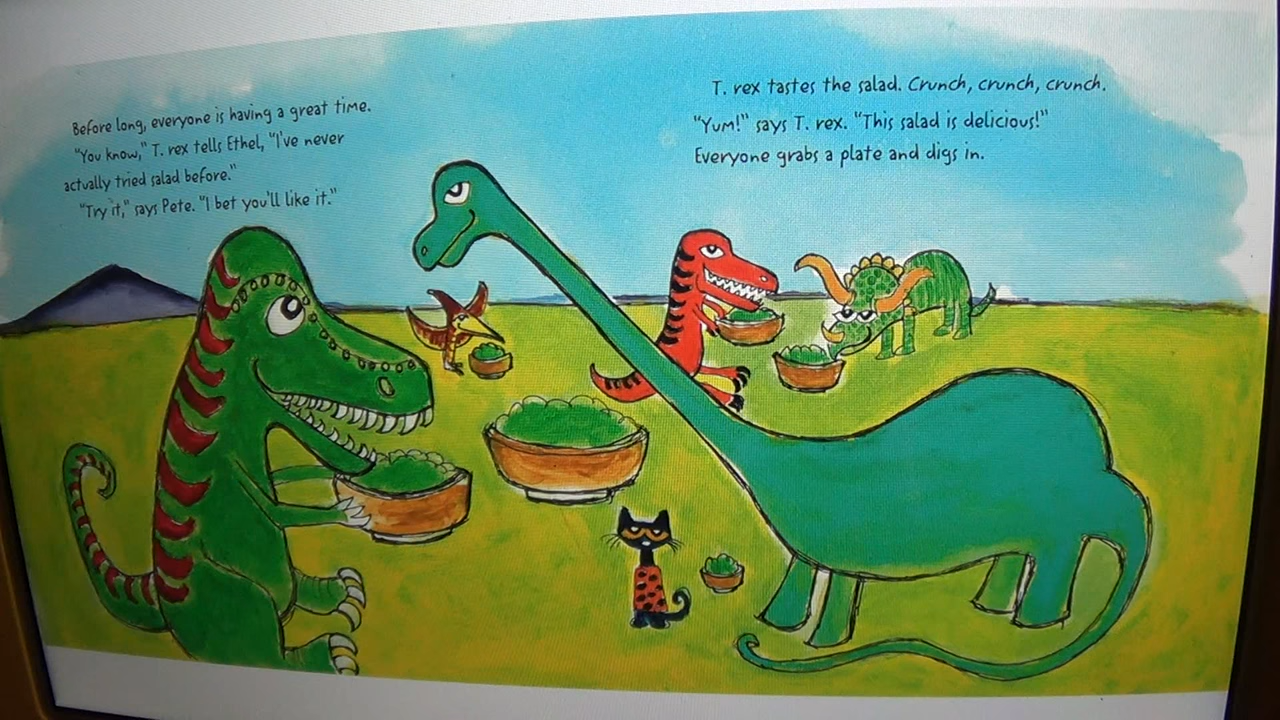 Before long, everyone is having a great time.
"You know," T. rex tells Ethel, "I've never
actually tried salad before."
"Try it," says Pete. "I bet you'll like it."
T. rex tastes the salad. Crunch, crunch, crunch.
"Yum!" says T. rex. "This salad is delicious!"
Everyone grabs a plate and digs in.